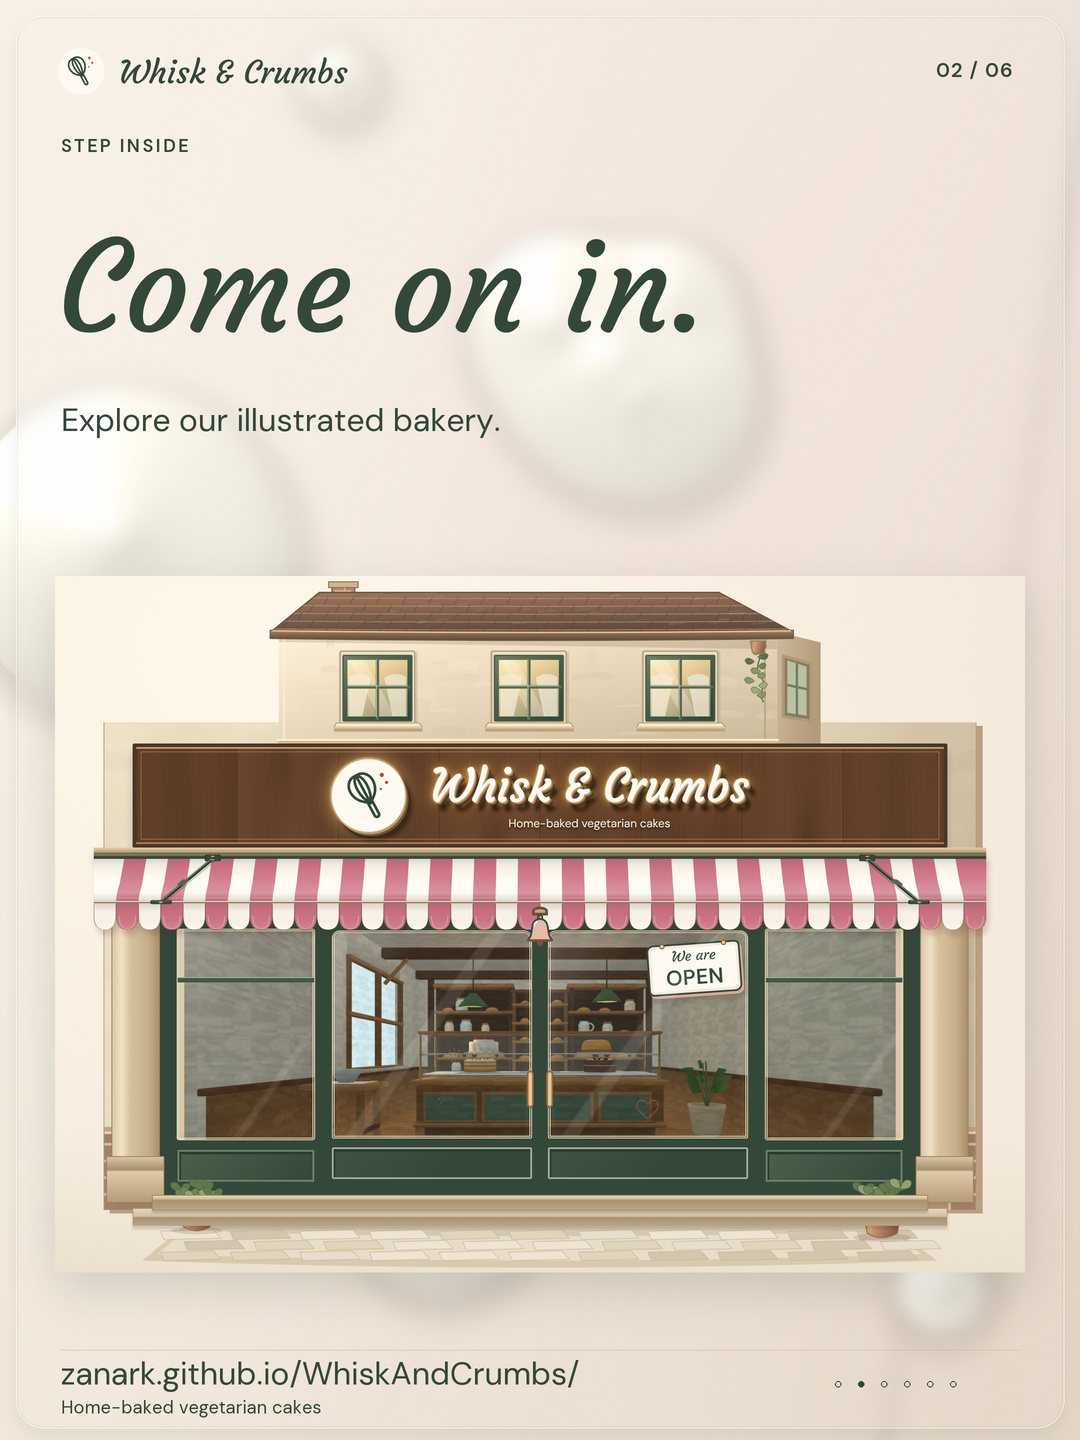 Whisk & Crumbs
02 / 06
STEP INSIDE
Come on in.
Explore our illustrated bakery.
Whisk & Crumbs
Home-baked vegetarian cakes
We are
OPEN
zanark.github.io/WhiskAndCrumbs/
Home-baked vegetarian cakes